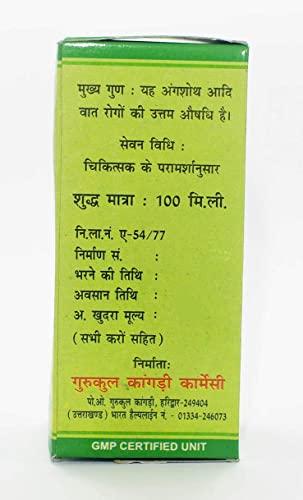 मुख्य गुण : यह अंगशोथ आदि
वात रोगों की उत्तम औषधि है।
सेवन विधि :
चिकित्सक के परामर्शानुसार
शुद्ध मात्रा : 100 मि.ली.
नि.ला.नं. ए-54/77
निर्माण सं. :
भरने की तिथि :
अवसान तिथि :
अ. खुदरा मूल्य :
(सभी करों सहित)
निर्माता:
गुरुकुल कांगड़ी फार्मेसी
पो.ओ. गुरुकुल कांगड़ी, हरिद्वार-249404
(उत्तराखण्ड) भारत हैल्पलाईन नं. - 01334-246073
GMP CERTIFIED UNIT